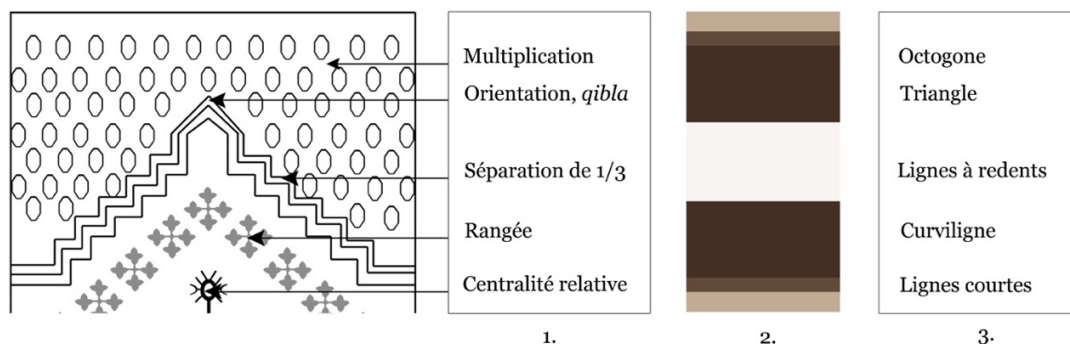 Multiplication
Orientation, qibla
Séparation de 1/3
Rangée
Centralité relative
1.
2.
Octogone
Triangle
Lignes à redents
Curviligne
Lignes courtes
3.